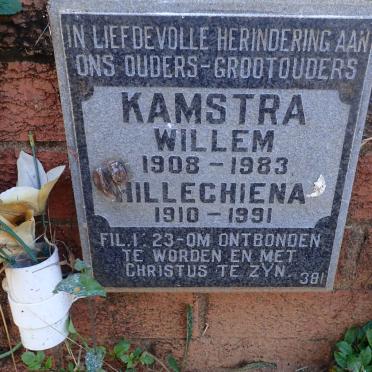 IN LIEFDEVOLLE HERINDERING AAN
ONS OUDERS-GROOTOUDERS
KAMSTRA
WILLEM
1908 - 1983
HILLECHIENA
1910 - 1991
FIL.1. 23-OM ONTBONDEN
TE WORDEN EN MET
CHRISTUS TE ZYN.
381